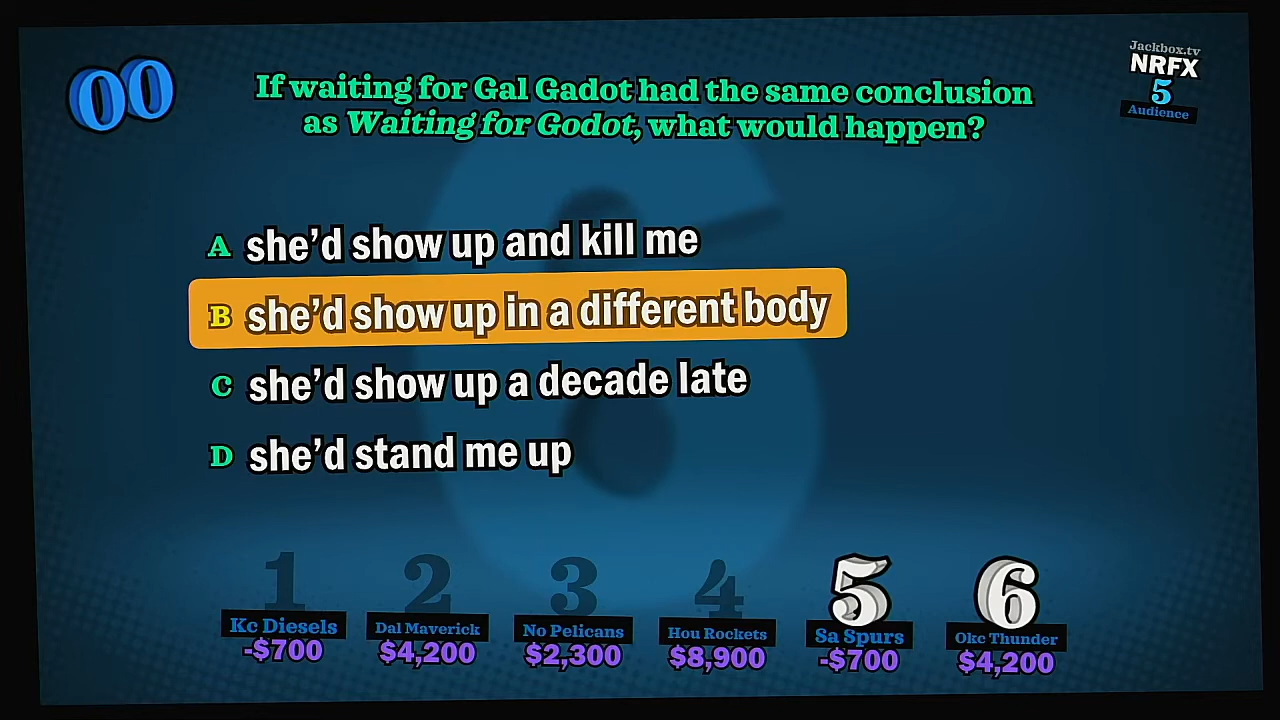 00
If waiting for Gal Gadot had the same conclusion
as Waiting for Godot, what would happen?
Jackbox.tv
NRFX
5
Audience
A she'd show up and kill me
B she'd show up in a different body
C she'd show up a decade late
D she'd stand me up
1 2 3 4 5 6
Kc Diesels Dal Maverick No Pelicans Hou Rockets Sa Spurs Okc Thunder
-$700 $4,200 $2,300 $8,900 -$700 $4,200